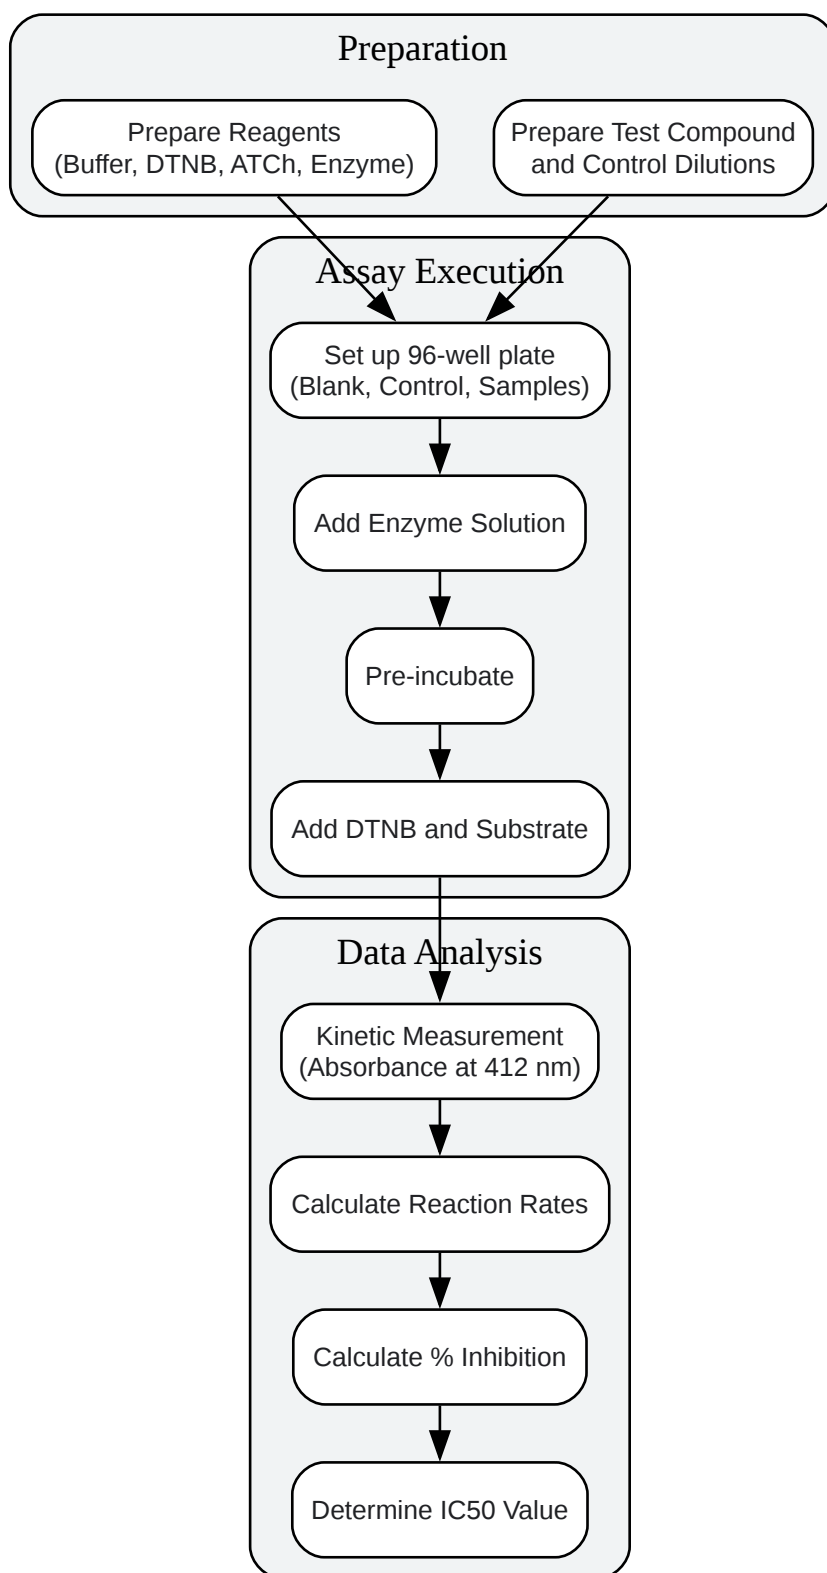 Preparation
Prepare Reagents
(Buffer, DTNB, ATCh, Enzyme)
Prepare Test Compound
and Control Dilutions
Assay Execution
Set up 96-well plate
(Blank, Control, Samples)
Add Enzyme Solution
Pre-incubate
Add DTNB and Substrate
Data Analysis
Kinetic Measurement
(Absorbance at 412 nm)
Calculate Reaction Rates
Calculate % Inhibition
Determine IC50 Value